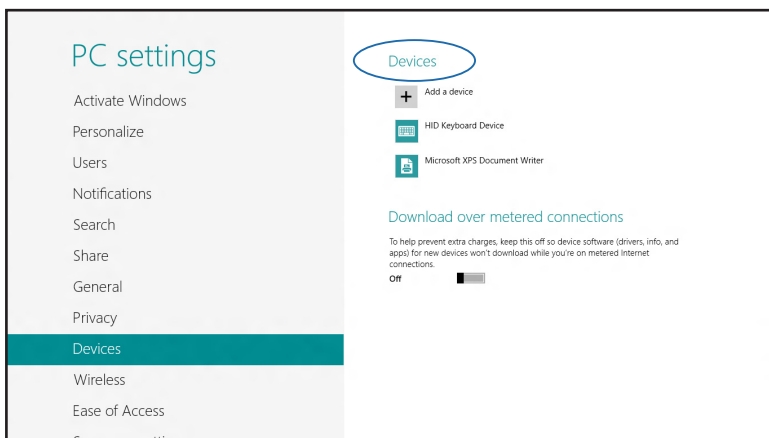 PC settings
Activate Windows
Personalize
Users
Notifications
Search
Share
General
Privacy
Devices
Wireless
Ease of Access
Devices
Add a device
HID Keyboard Device
Microsoft XPS Document Writer
Download over metered connections
To help prevent extra charges, keep this off so device software (drivers, info, and
apps) for new devices won't download while you're on metered Internet
connections.
Off